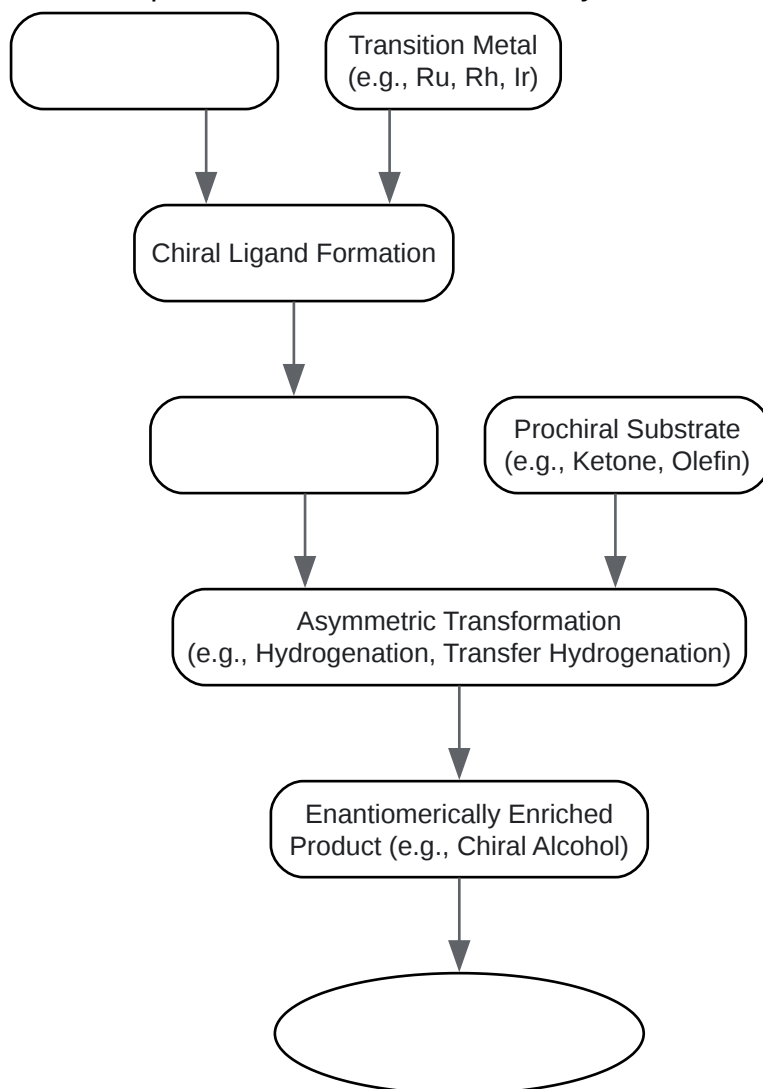 Transition Metal
(e.g., Ru, Rh, Ir)
Chiral Ligand Formation
Prochiral Substrate
(e.g., Ketone, Olefin)
Asymmetric Transformation
(e.g., Hydrogenation, Transfer Hydrogenation)
Enantiomerically Enriched
Product (e.g., Chiral Alcohol)